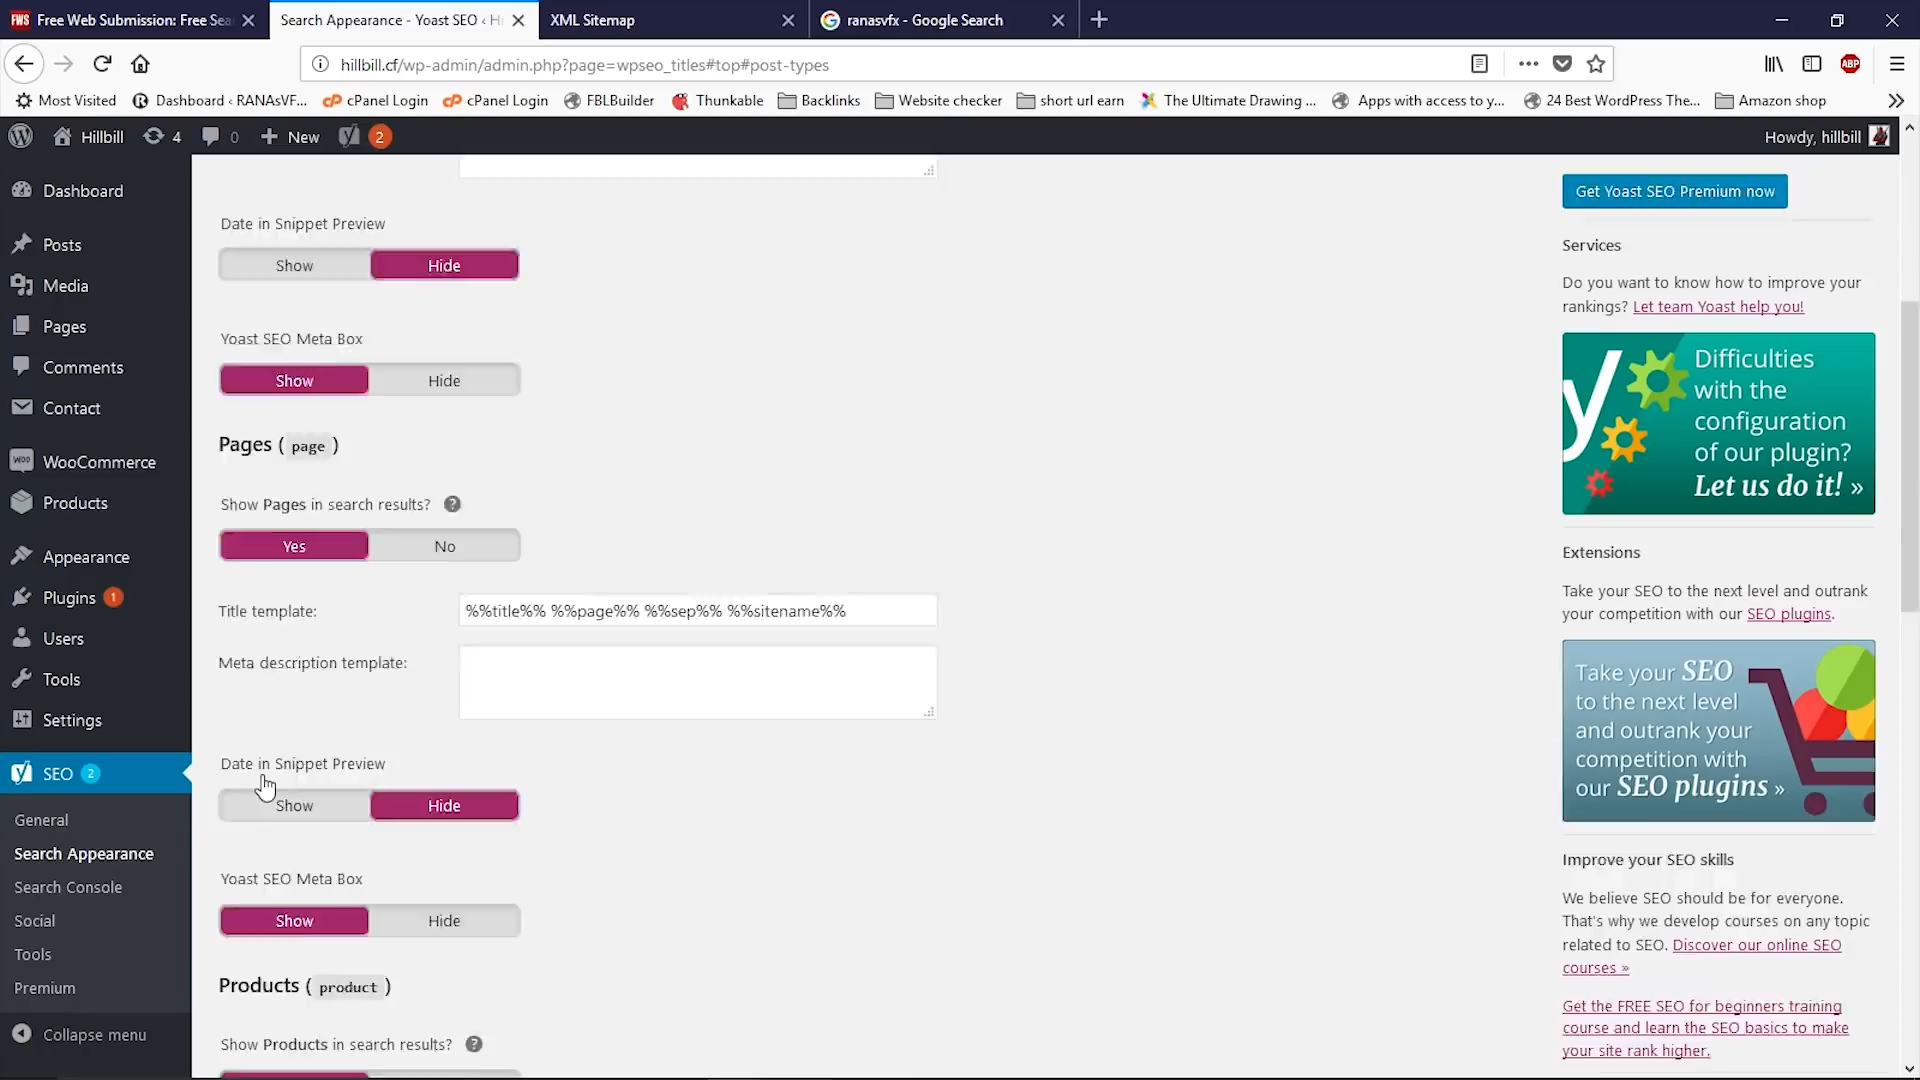 FWS Free Web Submission: Free Sea
Search Appearance - Yoast SEO ‹ H
XML Sitemap
ranasvfx - Google Search
hillbill.cf/wp-admin/admin.php?page=wpseo_titles#top#post-types
ABP
Most Visited
Dashboard ‹ RANAsVF...
cPanel Login
cPanel Login
FBLBuilder
Thunkable
Backlinks
Website checker
short url earn
The Ultimate Drawing ...
Apps with access to y...
24 Best WordPress The...
Amazon shop
Hillbill
4
0
New
2
Howdy, hillbill
Dashboard
Posts
Media
Pages
Comments
Contact
WooCommerce
Products
Appearance
Plugins 1
Users
Tools
Settings
SEO 2
General
Search Appearance
Search Console
Social
Tools
Premium
Collapse menu
Date in Snippet Preview
Show Hide
Yoast SEO Meta Box
Show Hide
Pages ( page )
Show Pages in search results? ?
Yes No
Title template: %%title%% %%page%% %%sep%% %%sitename%%
Meta description template:
Date in Snippet Preview
Show Hide
Yoast SEO Meta Box
Show Hide
Products ( product )
Show Products in search results? ?
Get Yoast SEO Premium now
Services
Do you want to know how to improve your
rankings? Let team Yoast help you!
Difficulties
with the
configuration
of our plugin?
Let us do it! »
Extensions
Take your SEO to the next level and outrank
your competition with our SEO plugins.
Take your SEO
to the next level
and outrank your
competition with
our SEO plugins »
Improve your SEO skills
We believe SEO should be for everyone.
That's why we develop courses on any topic
related to SEO. Discover our online SEO
courses »
Get the FREE SEO for beginners training
course and learn the SEO basics to make
your site rank higher.